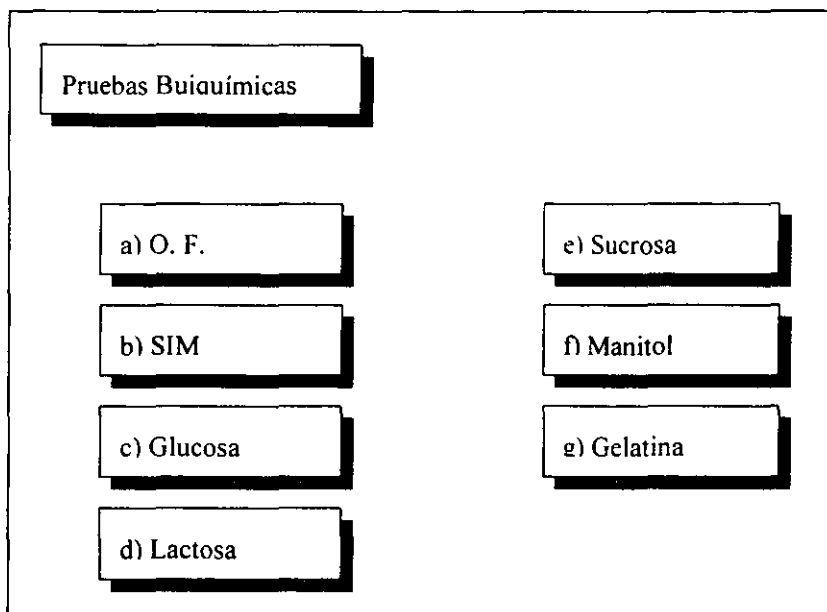 Pruebas Buiquímicas
a) O. F.
b) SIM
c) Glucosa
d) Lactosa
e) Sucrosa
f) Manitol
g) Gelatina